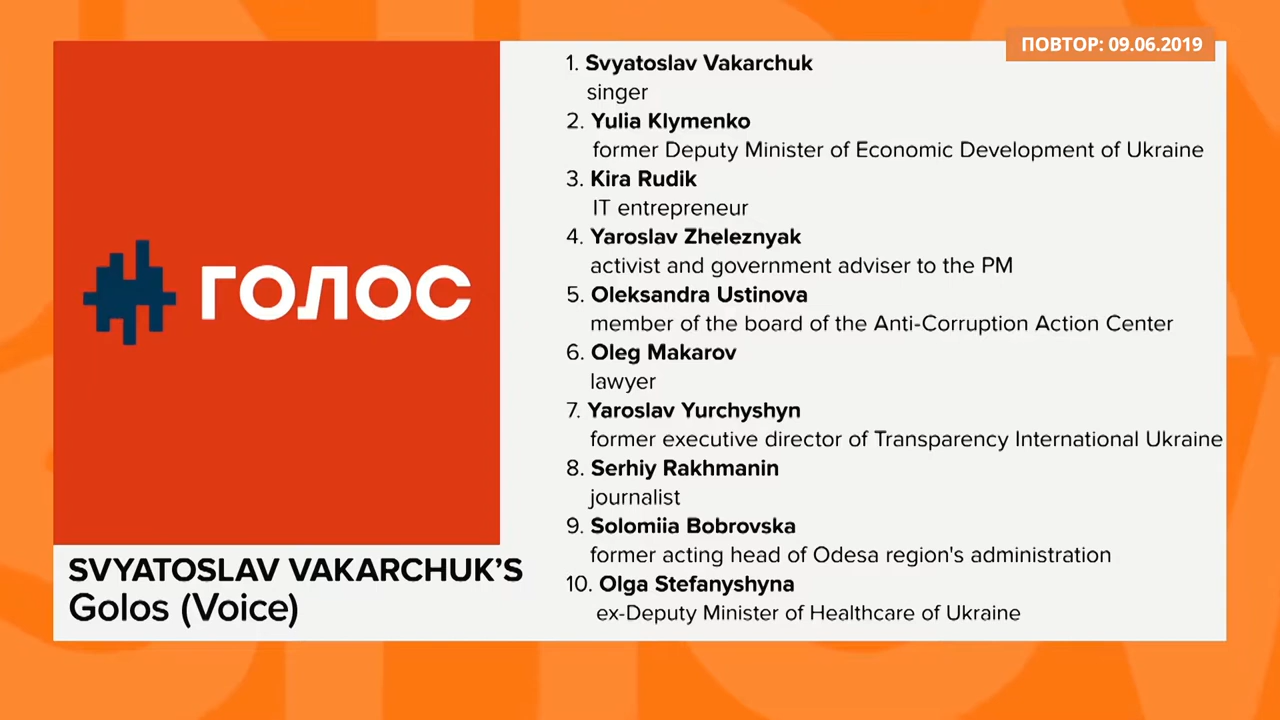 ПОВТОР: 09.06.2019
ГОЛОС
SVYATOSLAV VAKARCHUK’S
Golos (Voice)
1. Svyatoslav Vakarchuk
singer
2. Yulia Klymenko
former Deputy Minister of Economic Development of Ukraine
3. Kira Rudik
IT entrepreneur
4. Yaroslav Zheleznyak
activist and government adviser to the PM
5. Oleksandra Ustinova
member of the board of the Anti-Corruption Action Center
6. Oleg Makarov
lawyer
7. Yaroslav Yurchyshyn
former executive director of Transparency International Ukraine
8. Serhiy Rakhmanin
journalist
9. Solomiia Bobrovska
former acting head of Odesa region's administration
10. Olga Stefanyshyna
ex-Deputy Minister of Healthcare of Ukraine